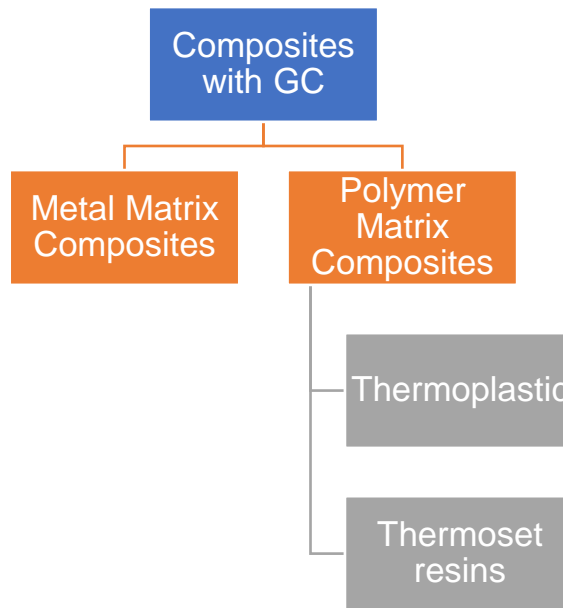 Composites
with GC
Metal Matrix
Composites
Polymer
Matrix
Composites
Thermoplastic
Thermoset
resins